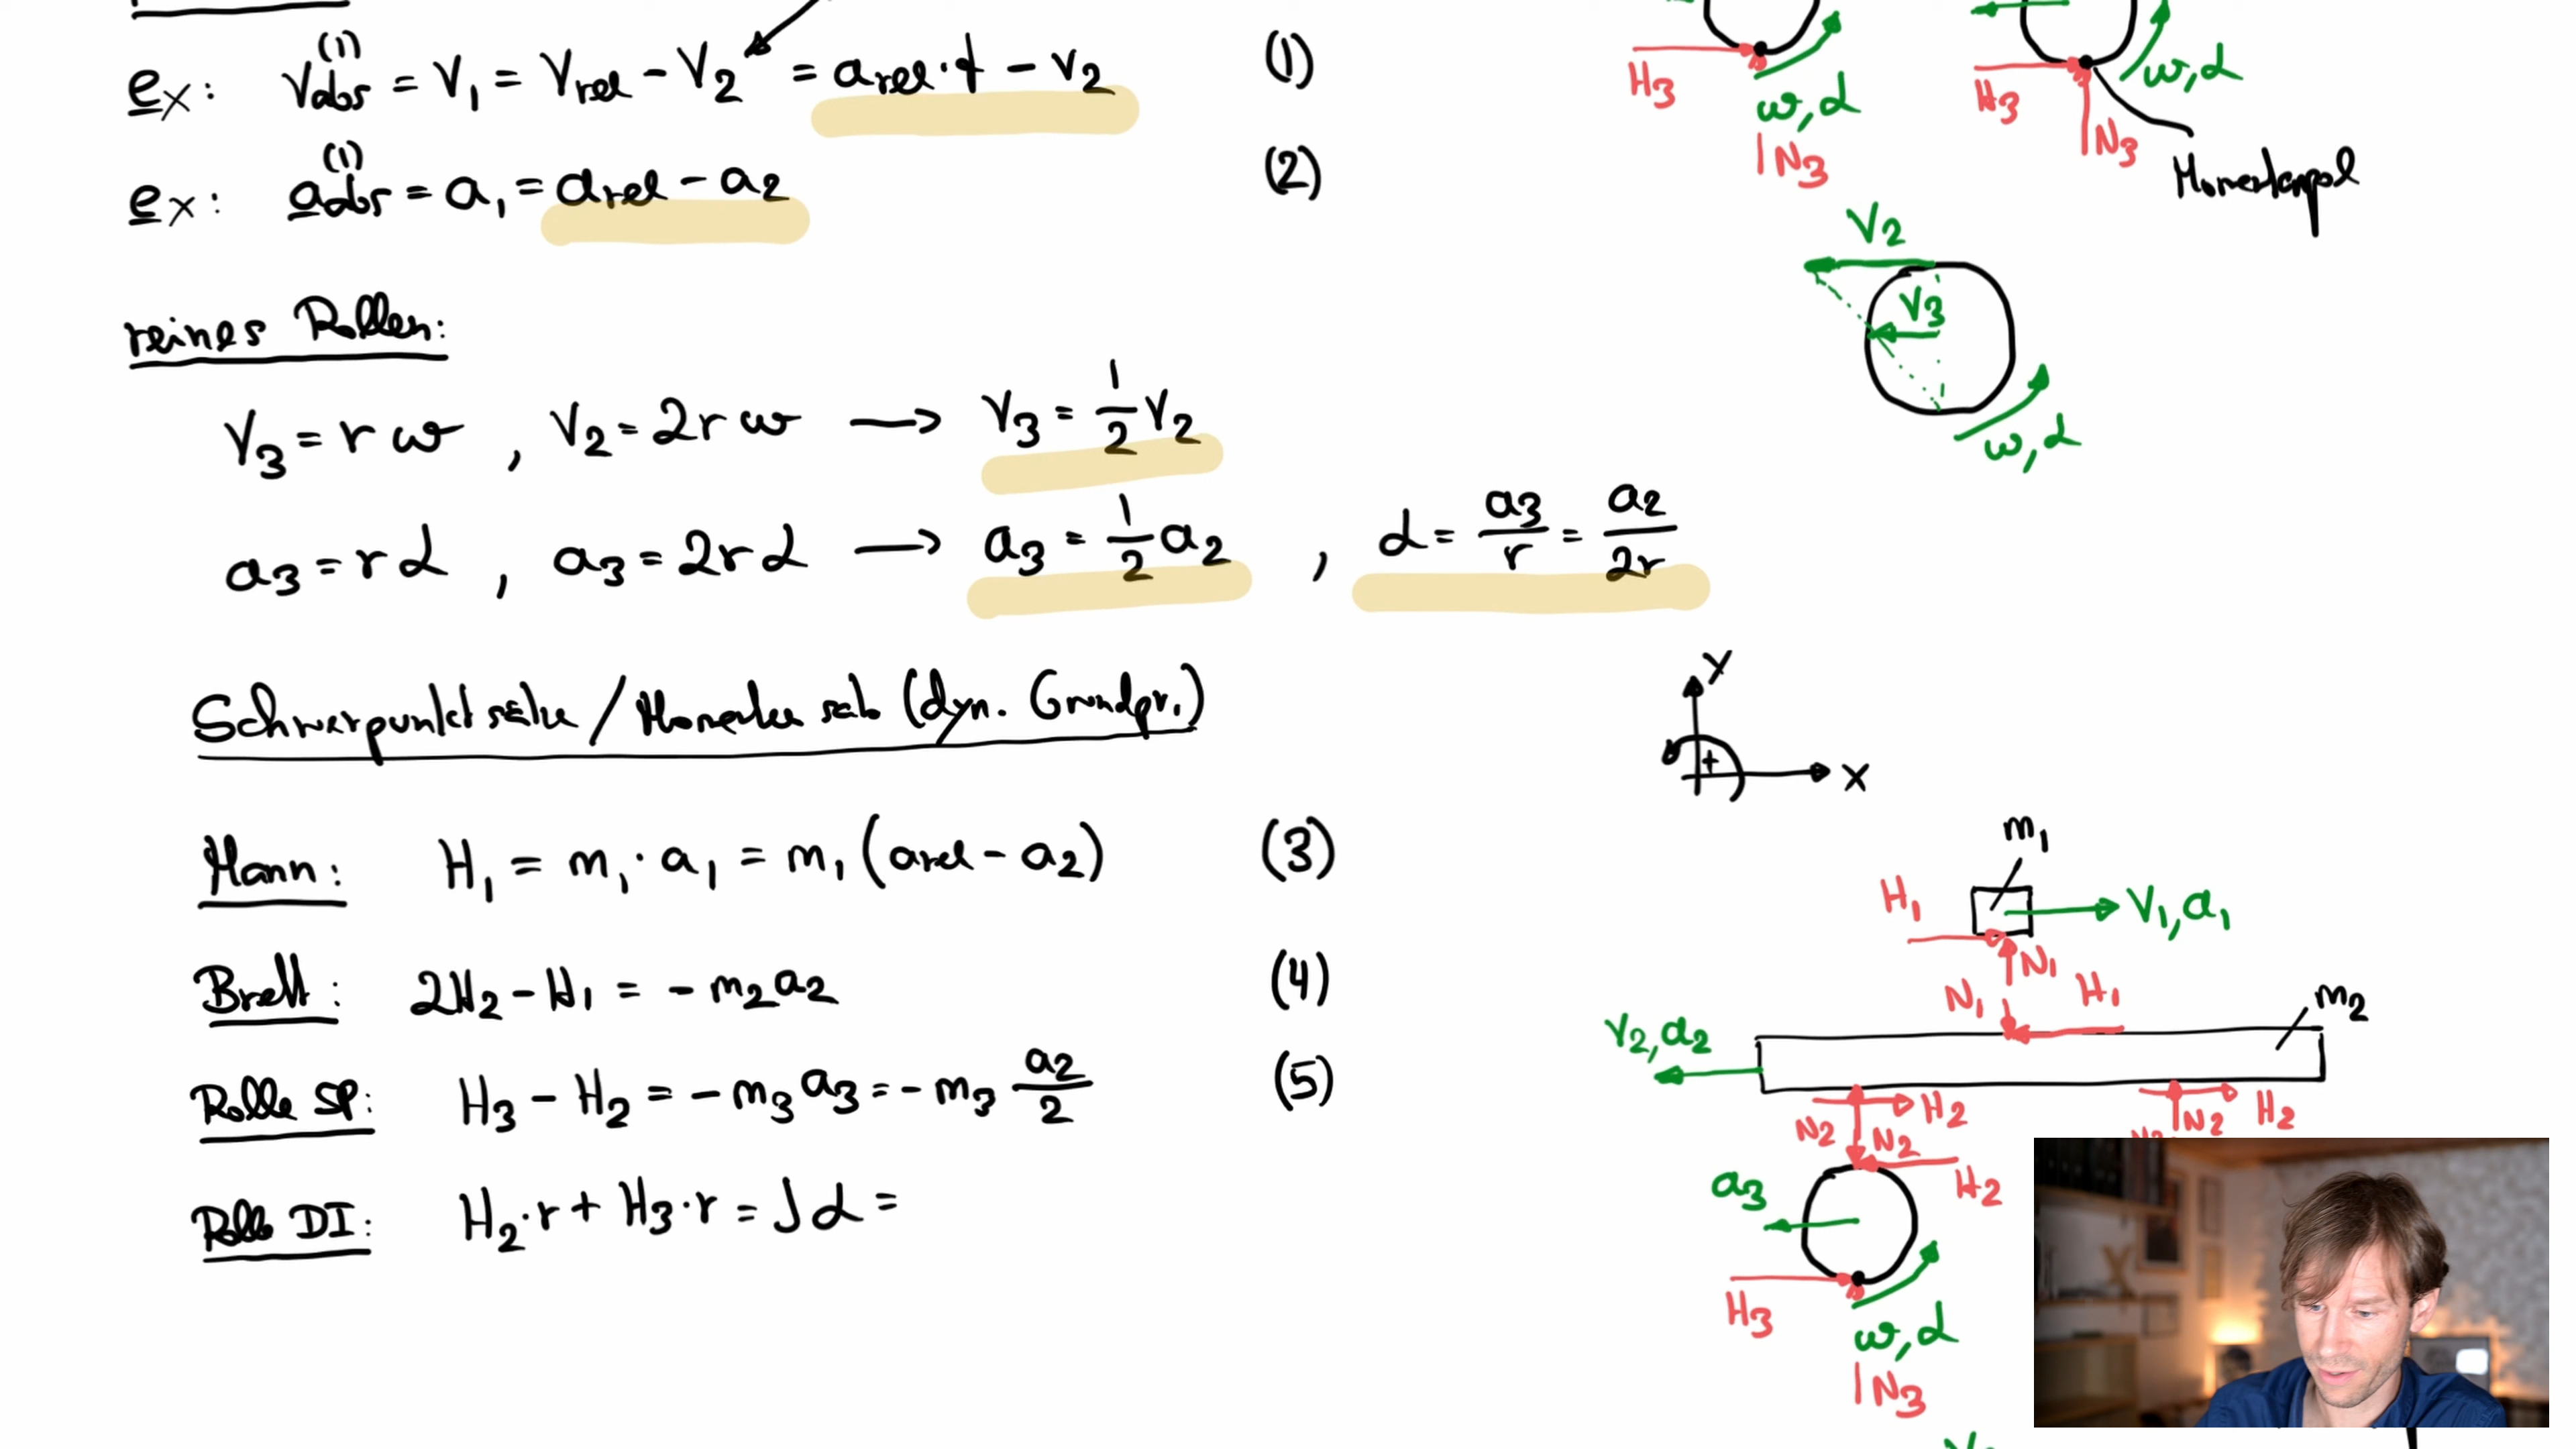 e_x: v_abs^(1) = v_1 = v_rel - v_2 = a_rel·t - v_2 (1)
e_x: a_abs^(1) = a_1 = a_rel - a_2 (2)
reines Rollen:
v_3 = r ω , v_2 = 2 r ω → v_3 = 1/2 v_2
a_3 = r α , a_3 = 2 r α → a_3 = 1/2 a_2 , α = a_3/r = a_2/2r
Schwerpunktsätze / Momentensatz (dyn. Grundgr.)
Mann: H_1 = m_1·a_1 = m_1 (a_rel - a_2) (3)
Brett: 2H_2 - H_1 = - m_2 a_2 (4)
Rolle SP: H_3 - H_2 = - m_3 a_3 = - m_3 a_2/2 (5)
Rolle DI: H_2·r + H_3·r = J α =
H_3
ω, α
N_3
H_3
ω, α
N_3
Momentanpol
v_2
v_3
ω, α
y
+
x
m_1
H_1
v_1, a_1
N_1
N_1
H_1
m_2
v_2, a_2
N_2
H_2
N_2
H_2
N_2
H_2
a_3
H_3
ω, α
N_3